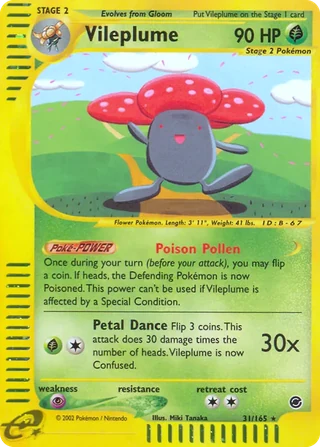 STAGE 2 Evolves from Gloom Put Vileplume on the Stage 1 card
Vileplume 90 HP
Stage 2 Pokémon
Flower Pokémon. Length: 3' 11", Weight: 41 lbs. ID: B-67
Poké-POWER Poison Pollen
Once during your turn (before your attack), you may flip
a coin. If heads, the Defending Pokémon is now
Poisoned. This power can't be used if Vileplume is
affected by a Special Condition.
Petal Dance Flip 3 coins. This
attack does 30 damage times the
number of heads. Vileplume is now
Confused.
30x
weakness resistance retreat cost
e
©2002 Pokémon / Nintendo Illus. Miki Tanaka 31/165 ★